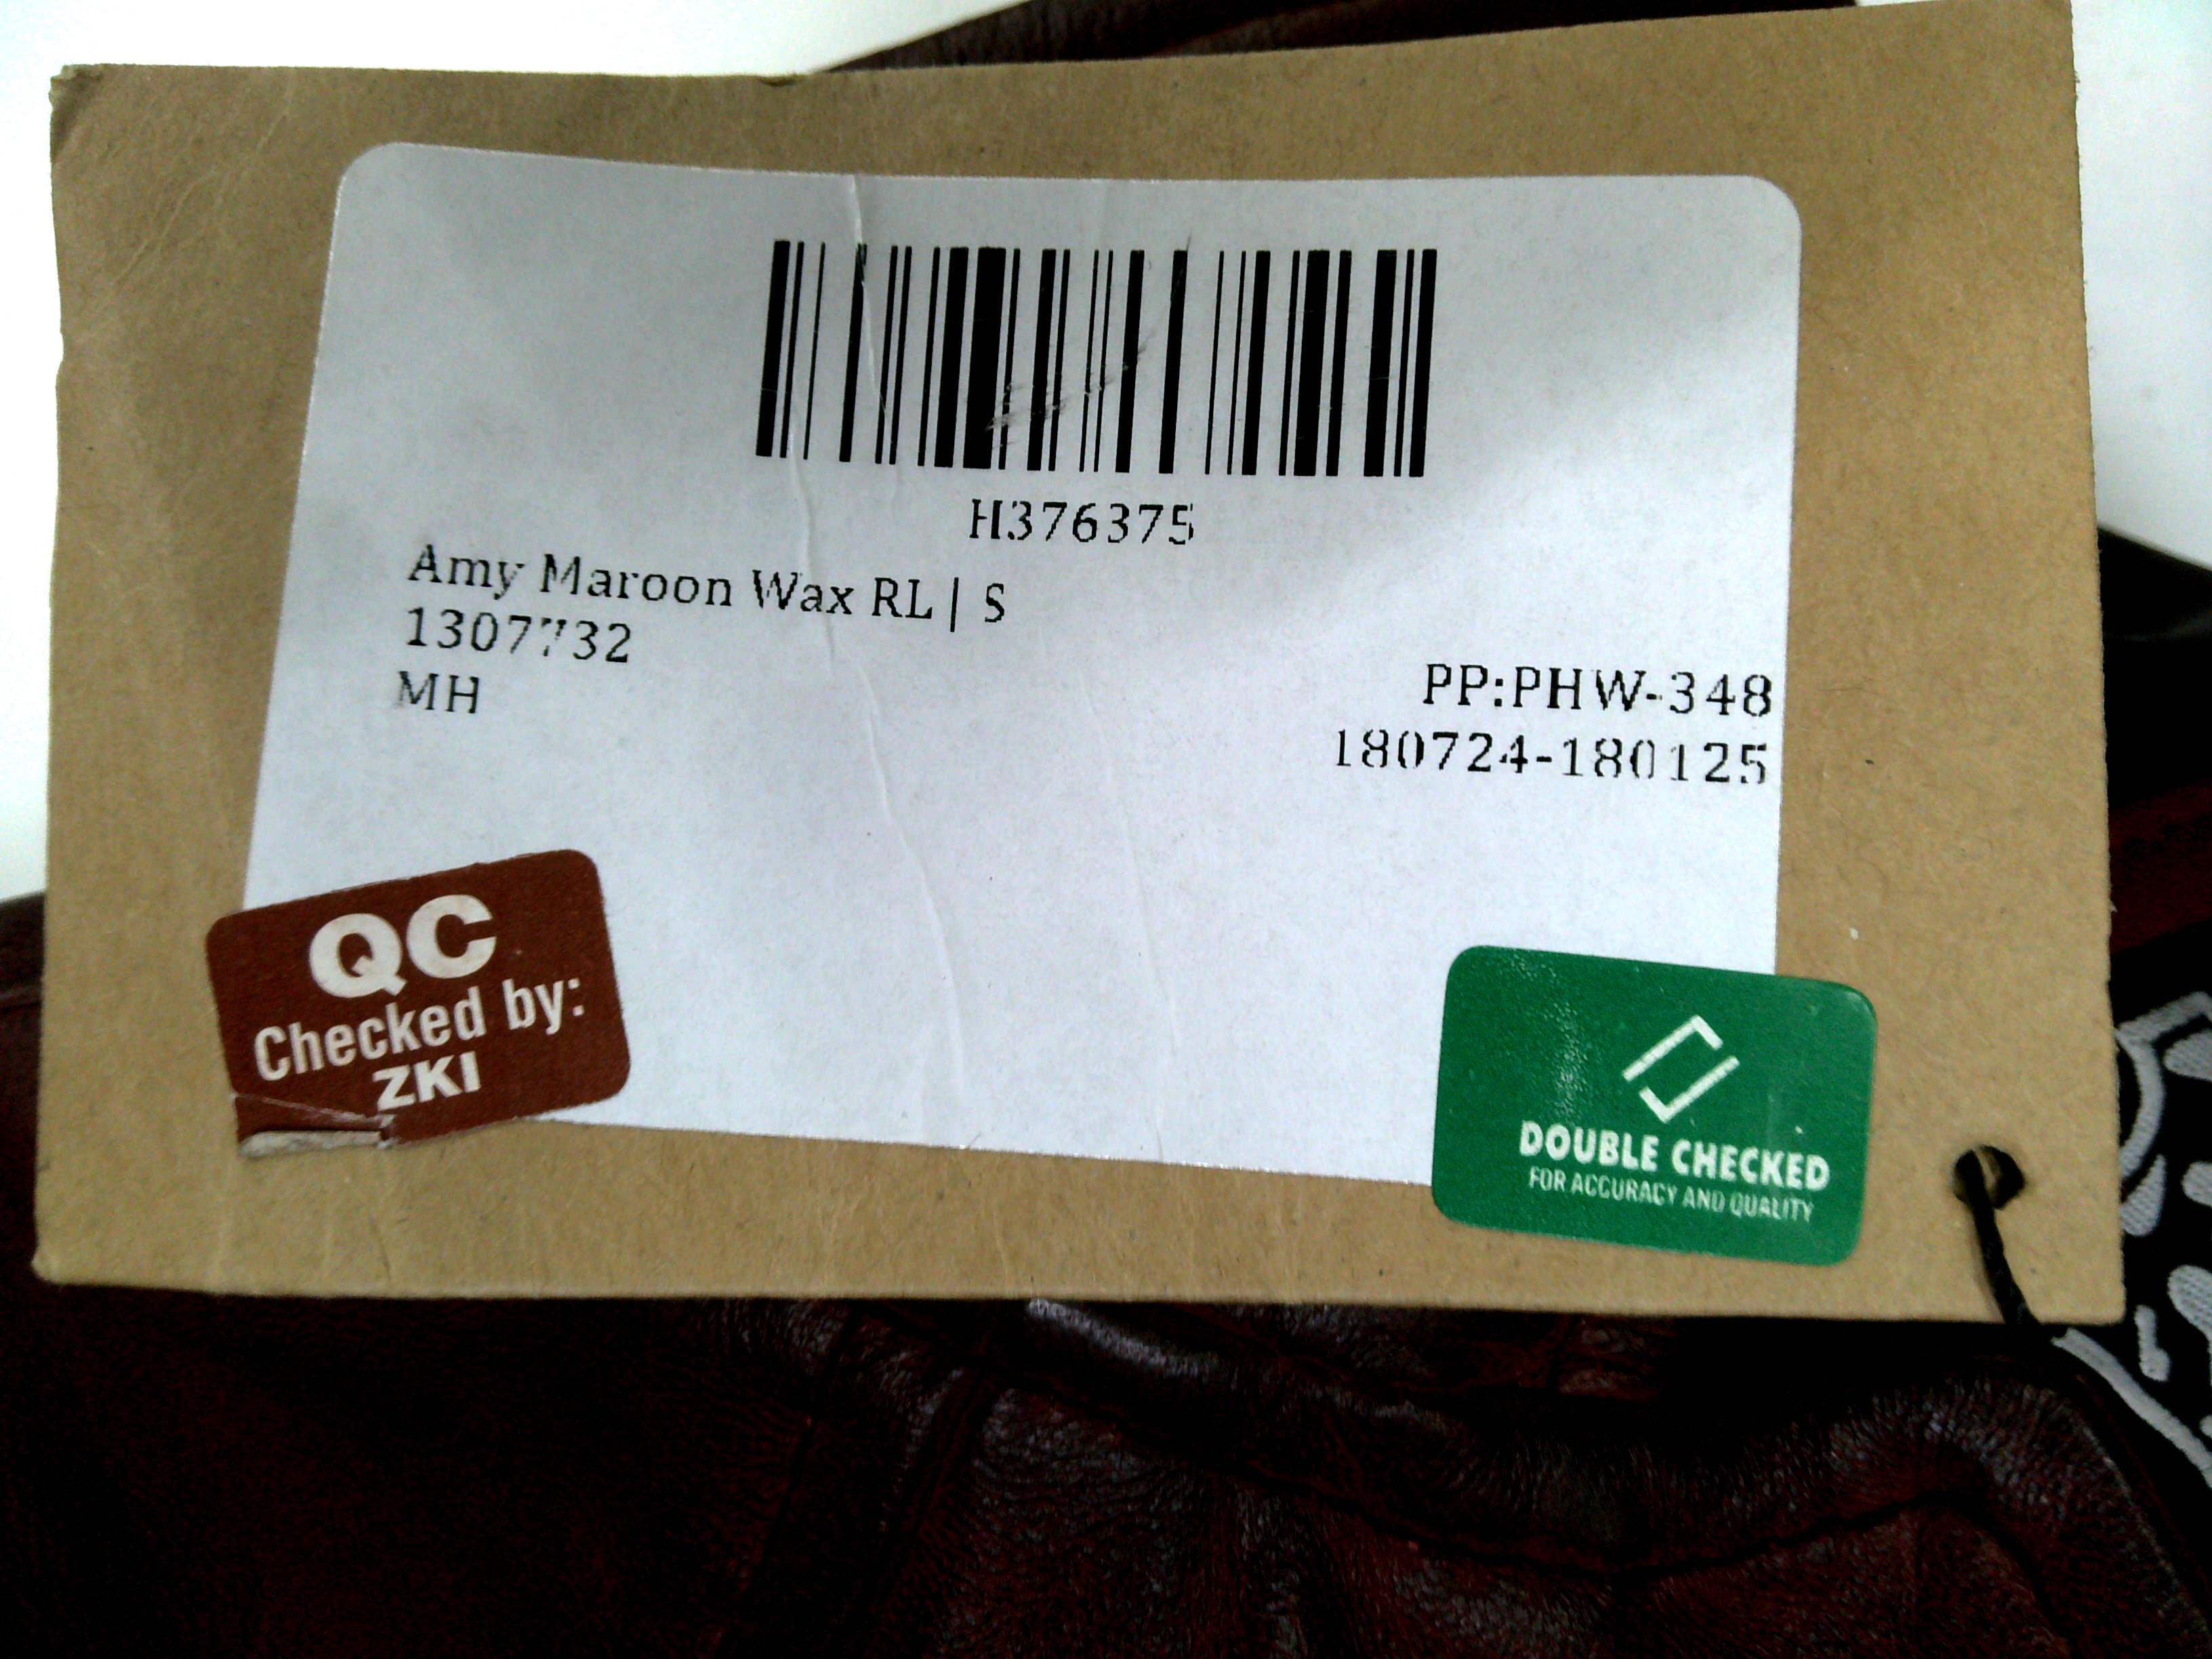 H376375
Amy Maroon Wax RL | S
1307732
MH
PP:PHW-348
180724-180125
QC
Checked by:
ZKI
DOUBLE CHECKED
FOR ACCURACY AND QUALITY